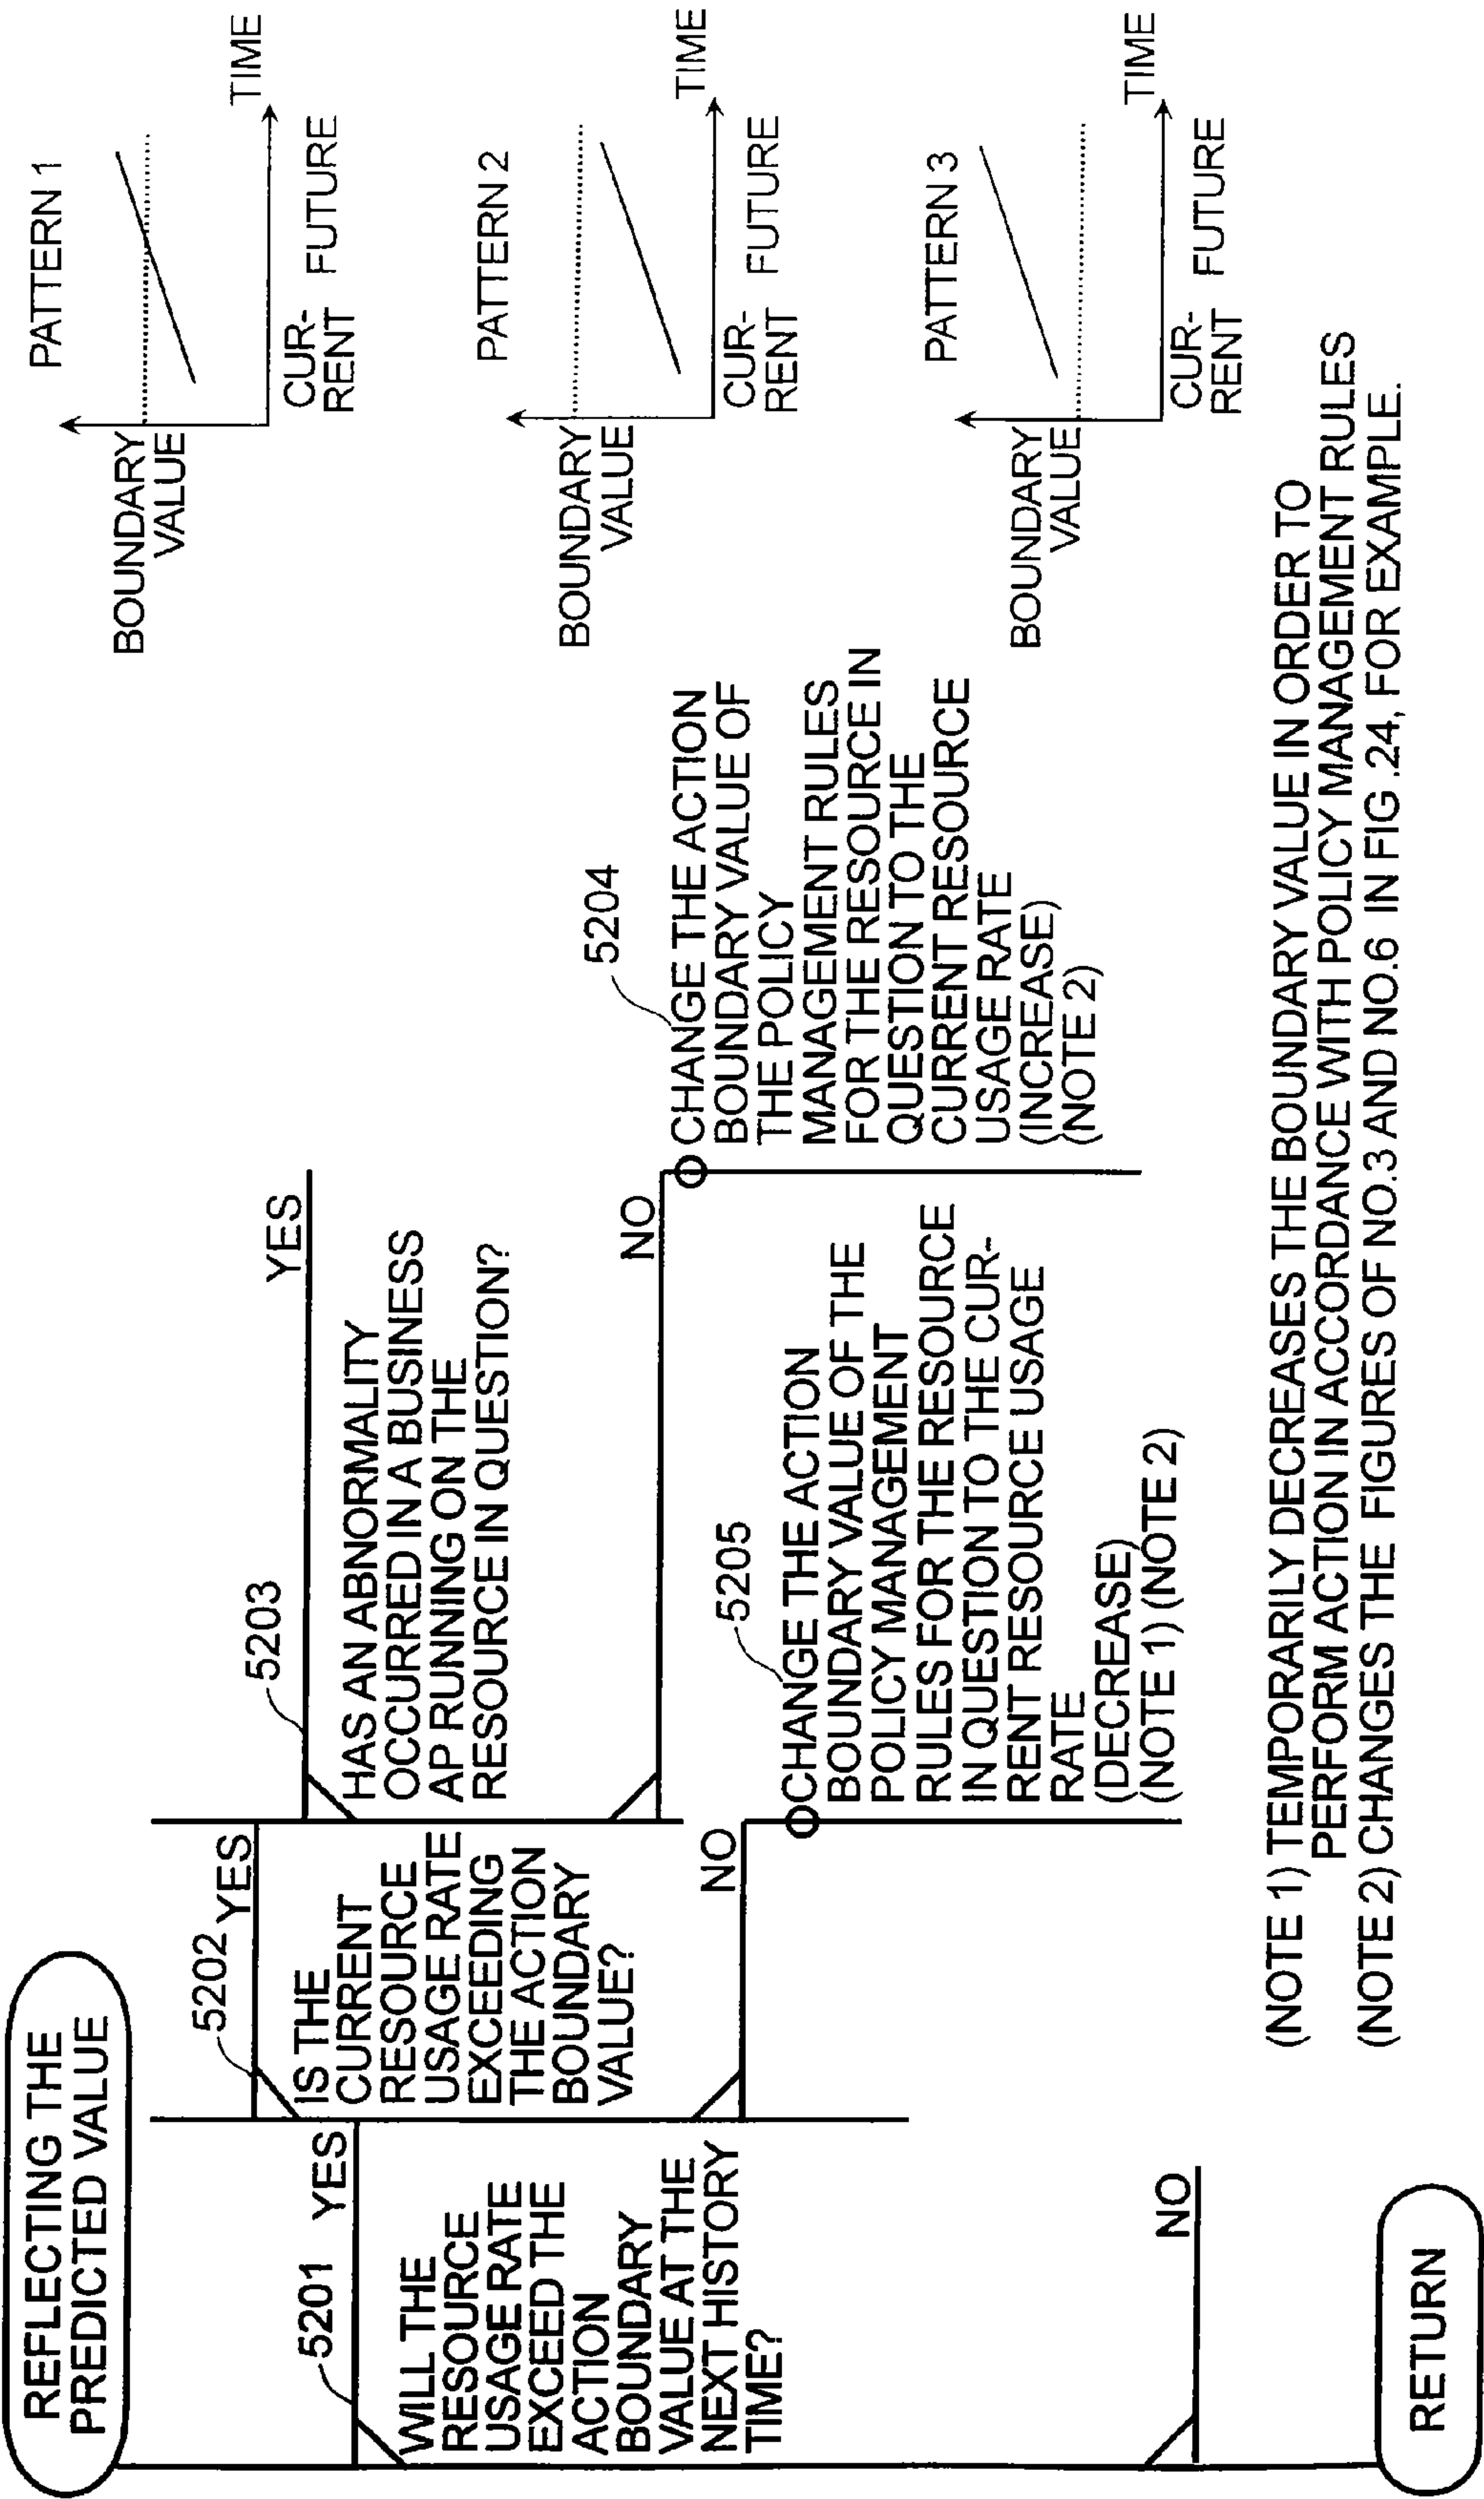 REFLECTING THE
PREDICTED VALUE
5201
YES
WILL THE
RESOURCE
USAGE RATE
EXCEED THE
ACTION
BOUNDARY
VALUE AT THE
NEXT HISTORY
TIME?
NO
RETURN
5202
YES
IS THE
CURRENT
RESOURCE
USAGE RATE
EXCEEDING
THE ACTION
BOUNDARY
VALUE?
NO
5203
YES
HAS AN ABNORMALITY
OCCURRED IN A BUSINESS
AP RUNNING ON THE
RESOURCE IN QUESTION?
NO
5204
CHANGE THE ACTION
BOUNDARY VALUE OF
THE POLICY
MANAGEMENT RULES
FOR THE RESOURCE IN
QUESTION TO THE
CURRENT RESOURCE
USAGE RATE
(INCREASE)
(NOTE 2)
5205
CHANGE THE ACTION
BOUNDARY VALUE OF THE
POLICY MANAGEMENT
RULES FOR THE RESOURCE
IN QUESTION TO THE CUR-
RENT RESOURCE USAGE
RATE
(DECREASE)
(NOTE 1)(NOTE 2)
PATTERN 1
BOUNDARY
VALUE
TIME
CUR-
RENT
FUTURE
PATTERN 2
BOUNDARY
VALUE
TIME
CUR-
RENT
FUTURE
PATTERN 3
BOUNDARY
VALUE
TIME
CUR-
RENT
FUTURE
(NOTE 1) TEMPORARILY DECREASES THE BOUNDARY VALUE IN ORDER TO
PERFORM ACTION IN ACCORDANCE WITH POLICY MANAGEMENT RULES
(NOTE 2) CHANGES THE FIGURES OF NO.3 AND NO.6 IN FIG .24, FOR EXAMPLE.